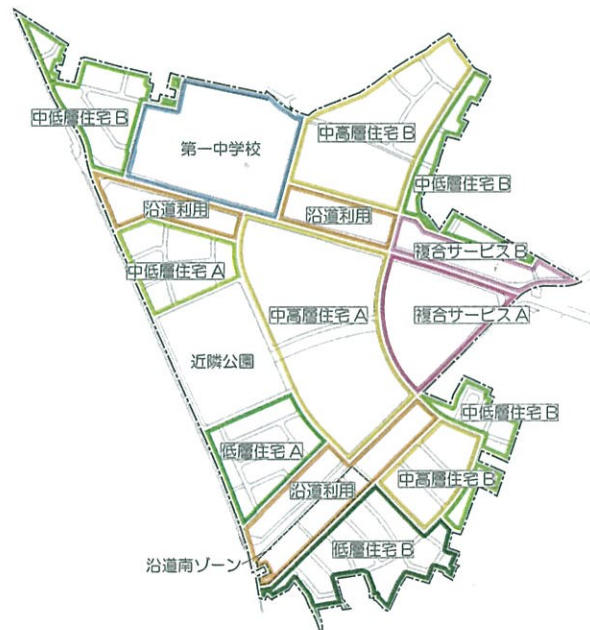 中低層住宅B
第一中学校
中高層住宅B
中低層住宅B
沿道利用
沿道利用
複合サービスB
中低層住宅A
中高層住宅A
複合サービスA
近隣公園
中低層住宅B
低層住宅A
中高層住宅B
沿道利用
低層住宅B
沿道南ゾーン